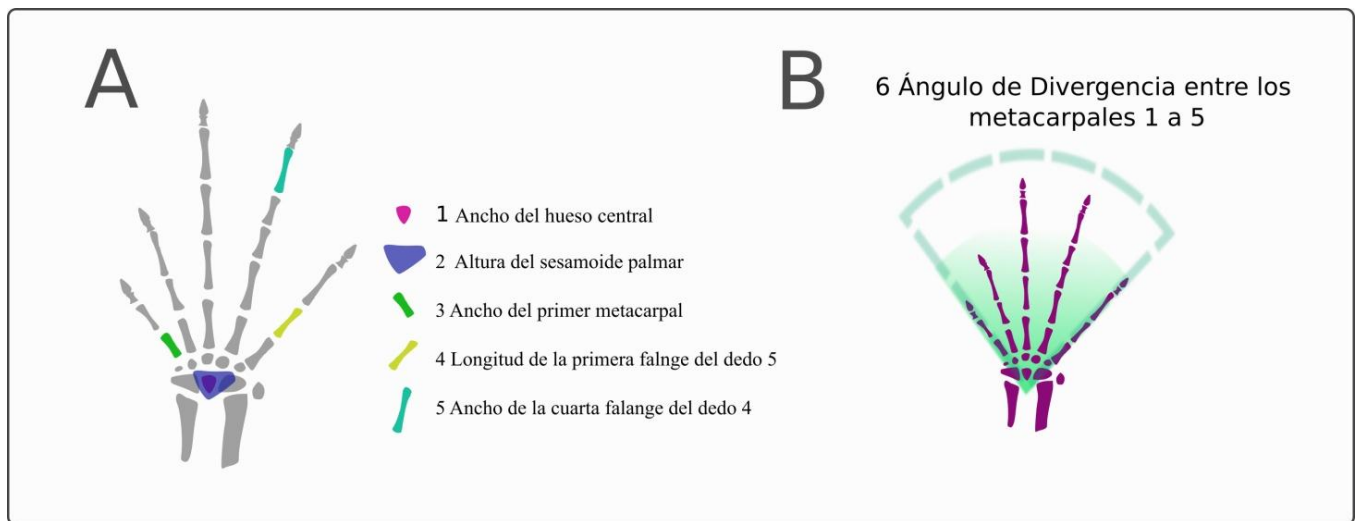 A
B
6 Ángulo de Divergencia entre los
metacarpales 1 a 5
1 Ancho del hueso central
2 Altura del sesamoide palmar
3 Ancho del primer metacarpal
4 Longitud de la primera falnge del dedo 5
5 Ancho de la cuarta falange del dedo 4